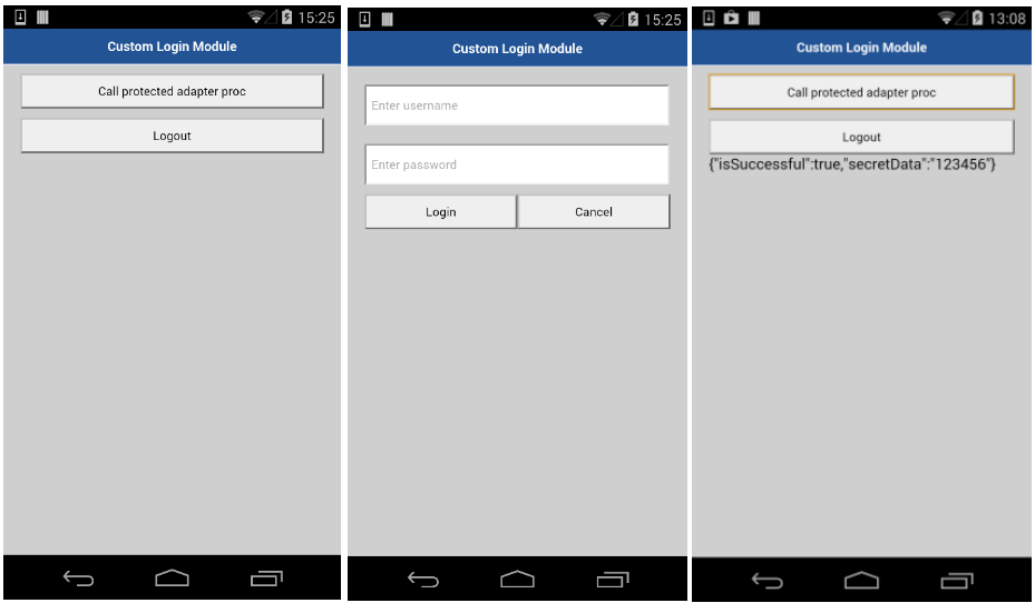 15:25
Custom Login Module
Call protected adapter proc
Logout
15:25
Custom Login Module
Enter username
Enter password
Login
Cancel
13:08
Custom Login Module
Call protected adapter proc
Logout
{"isSuccessful":true,"secretData":"123456"}